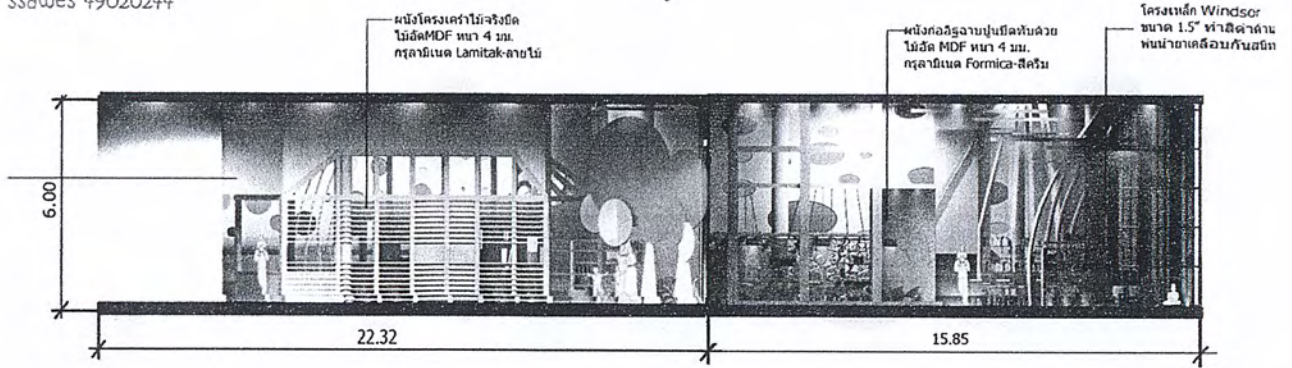 49020244
ผนังโครงเคร่าไม้จริงปิด
ไม้อัดMDF หนา 4 มม.
กรุลามิเนต Lamitak-ลายไม้
ผนังก่ออิฐฉาบปูนปิดทับด้วย
ไม้อัด MDF หนา 4 มม.
กรุลามิเนต Formica-สีครีม
โครงเหล็ก Windsor
ขนาด 1.5" ทำสีดำด้าน
พ่นน้ำยาเคลือบกันสนิท
6.00
22.32
15.85